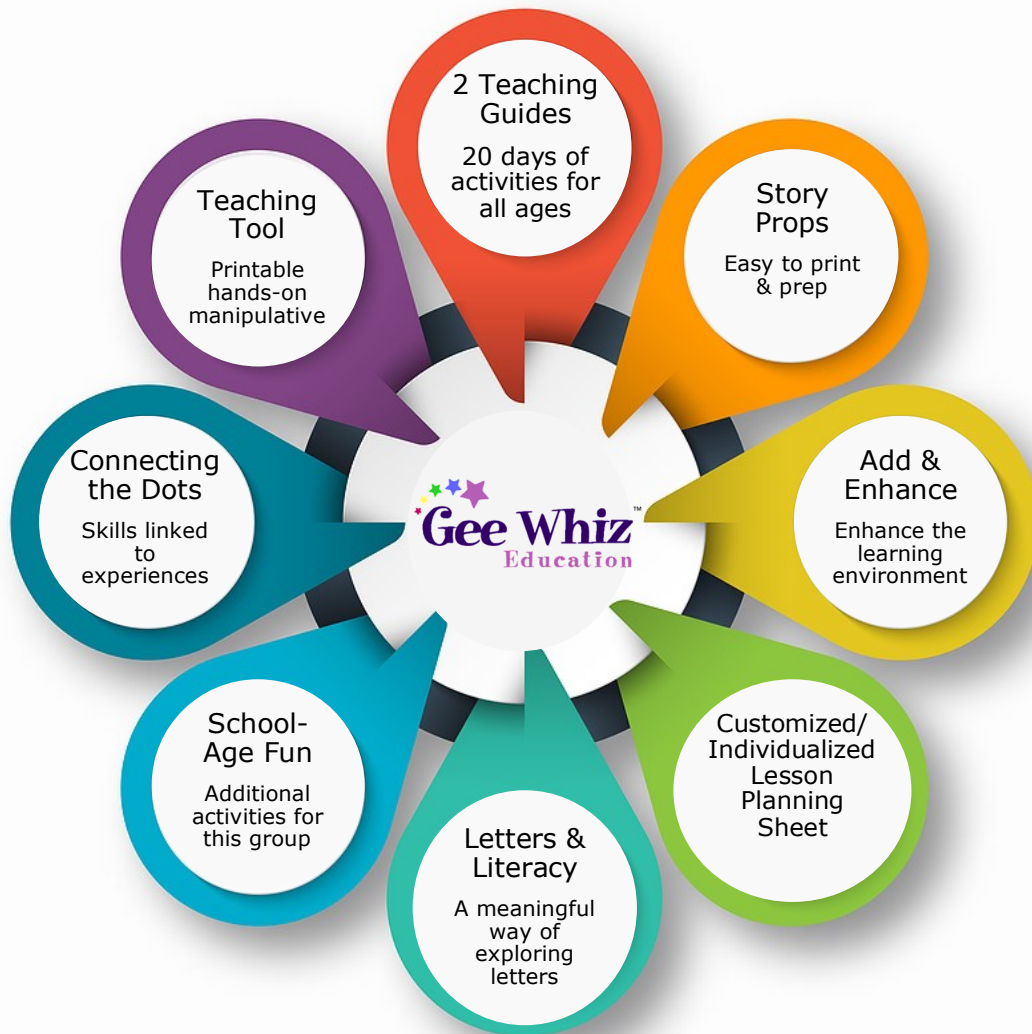 2 Teaching
Guides
20 days of
activities for
all ages
Story
Props
Easy to print
& prep
Add &
Enhance
Enhance the
learning
environment
Customized/
Individualized
Lesson
Planning
Sheet
Letters &
Literacy
A meaningful
way of
exploring
letters
School-
Age Fun
Additional
activities for
this group
Connecting
the Dots
Skills linked
to
experiences
Teaching
Tool
Printable
hands-on
manipulative
Gee Whiz™
Education